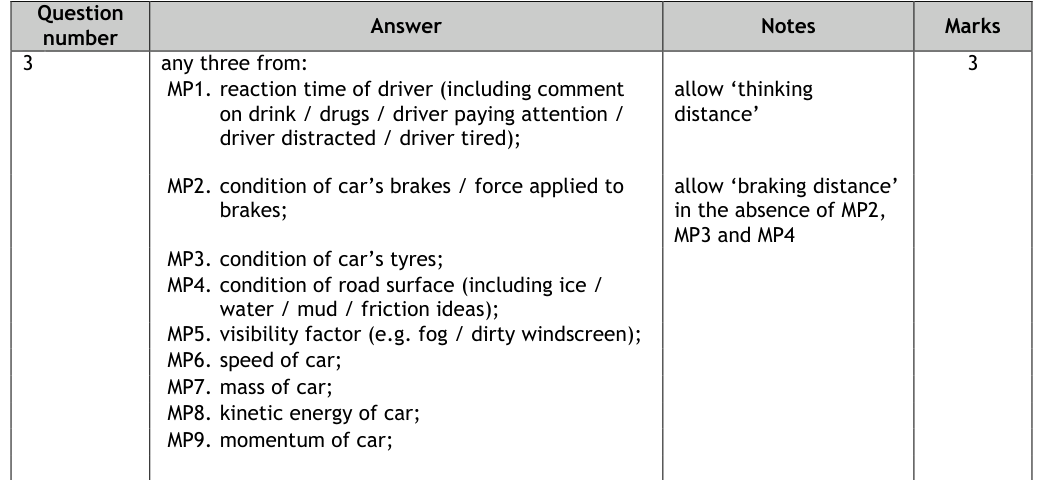 Question number
Answer
Notes
Marks
3
any three from:
3
MP1. reaction time of driver (including comment
allow ‘thinking
on drink / drugs / driver paying attention /
distance’
driver distracted / driver tired);
MP2. condition of car’s brakes / force applied to
allow ‘braking distance’
brakes;
in the absence of MP2,
MP3 and MP4
MP3. condition of car’s tyres;
MP4. condition of road surface (including ice /
water / mud / friction ideas);
MP5. visibility factor (e.g. fog / dirty windscreen);
MP6. speed of car;
MP7. mass of car;
MP8. kinetic energy of car;
MP9. momentum of car;